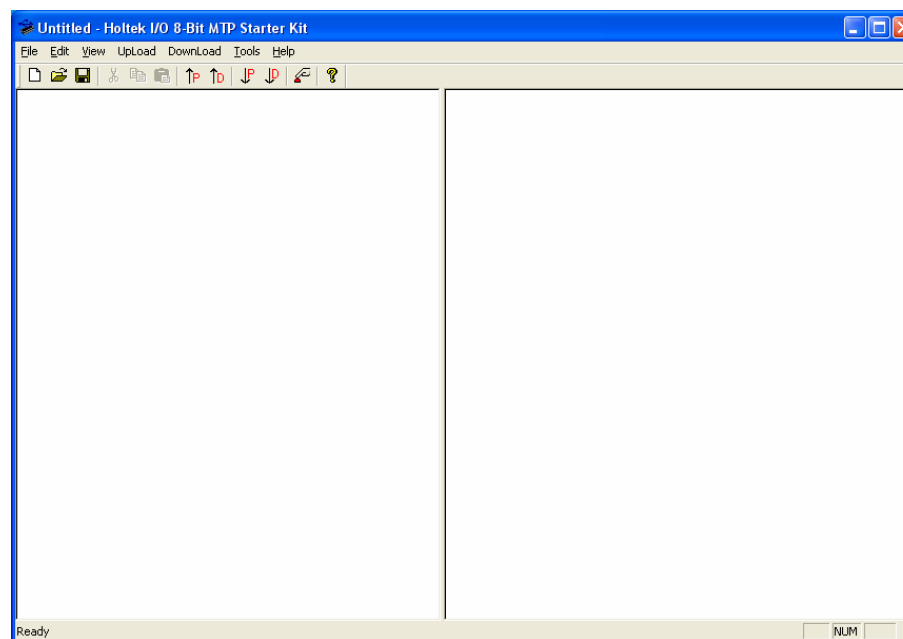 Untitled - Holtek I/O 8-Bit MTP Starter Kit
File Edit View UpLoad DownLoad Tools Help
P D P D ?
Ready NUM